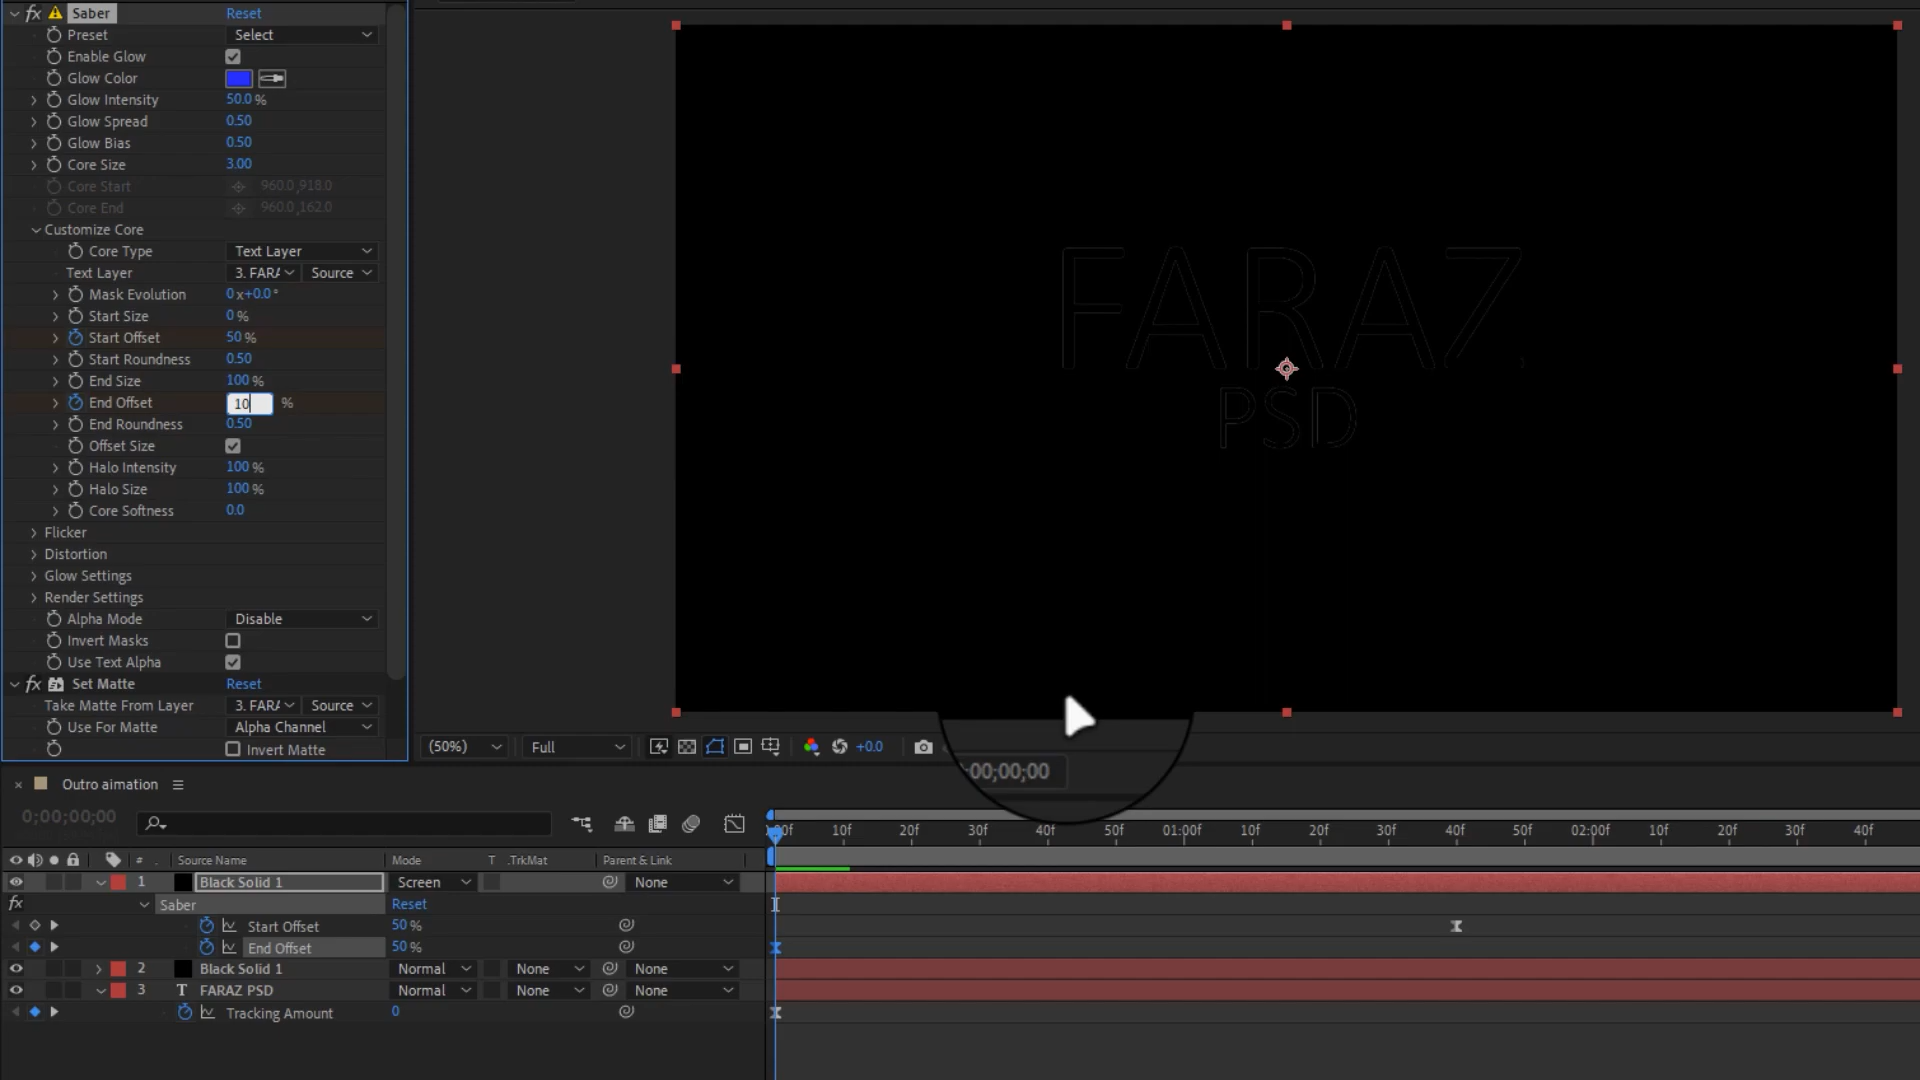 fx Saber Reset
Preset Select
Enable Glow
Glow Color
Glow Intensity 50.0 %
Glow Spread 0.50
Glow Bias 0.50
Core Size 3.00
Core Start 960.0,918.0
Core End 960.0,162.0
Customize Core
Core Type Text Layer
Text Layer 3. FARA Source
Mask Evolution 0 x+0.0 °
Start Size 0 %
Start Offset 50 %
Start Roundness 0.50
End Size 100 %
End Offset 10 %
End Roundness 0.50
Offset Size
Halo Intensity 100 %
Halo Size 100 %
Core Softness 0.0
Flicker
Distortion
Glow Settings
Render Settings
Alpha Mode Disable
Invert Masks
Use Text Alpha
fx Set Matte Reset
Take Matte From Layer 3. FARA Source
Use For Matte Alpha Channel
Invert Matte
FARAZ
PSD
(50%) Full +0.0
:00;00;00
Outro aimation
0;00;00;00
:00f 10f 20f 30f 40f 50f 01:00f 10f 20f 30f 40f 50f 02:00f 10f 20f 30f 40f
# Source Name Mode T .TrkMat Parent & Link
1 Black Solid 1 Screen None
fx Saber Reset
Start Offset 50 %
End Offset 50 %
2 Black Solid 1 Normal None None
3 T FARAZ PSD Normal None None
Tracking Amount 0